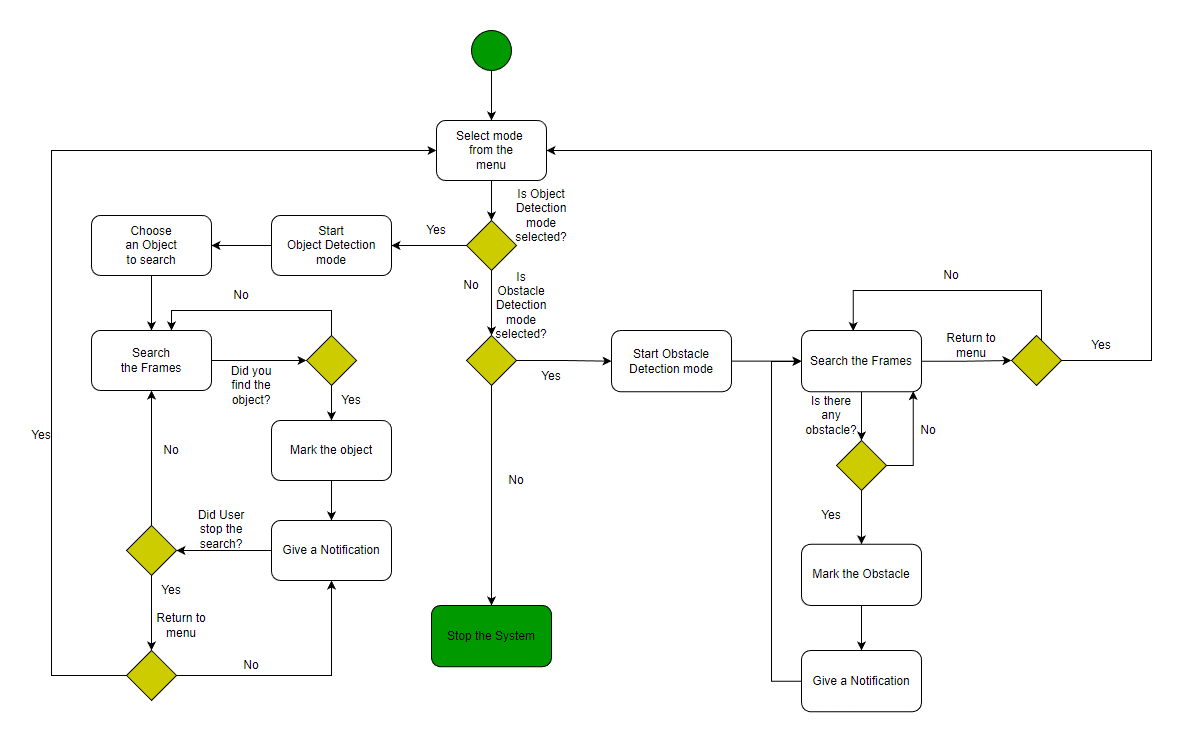 Select mode
from the
menu
Is Object
Detection
mode
selected?
Yes
Start
Object Detection
mode
Choose
an Object
to search
No
Is
Obstacle
Detection
mode
selected?
No
Search
the Frames
Did you
find the
object?
Yes
Mark the object
No
Give a Notification
Did User
stop the
search?
Yes
Return to
menu
No
Yes
Yes
Start Obstacle
Detection mode
No
Stop the System
Search the Frames
Return to
menu
No
Yes
Is there
any
obstacle?
No
Yes
Mark the Obstacle
Give a Notification